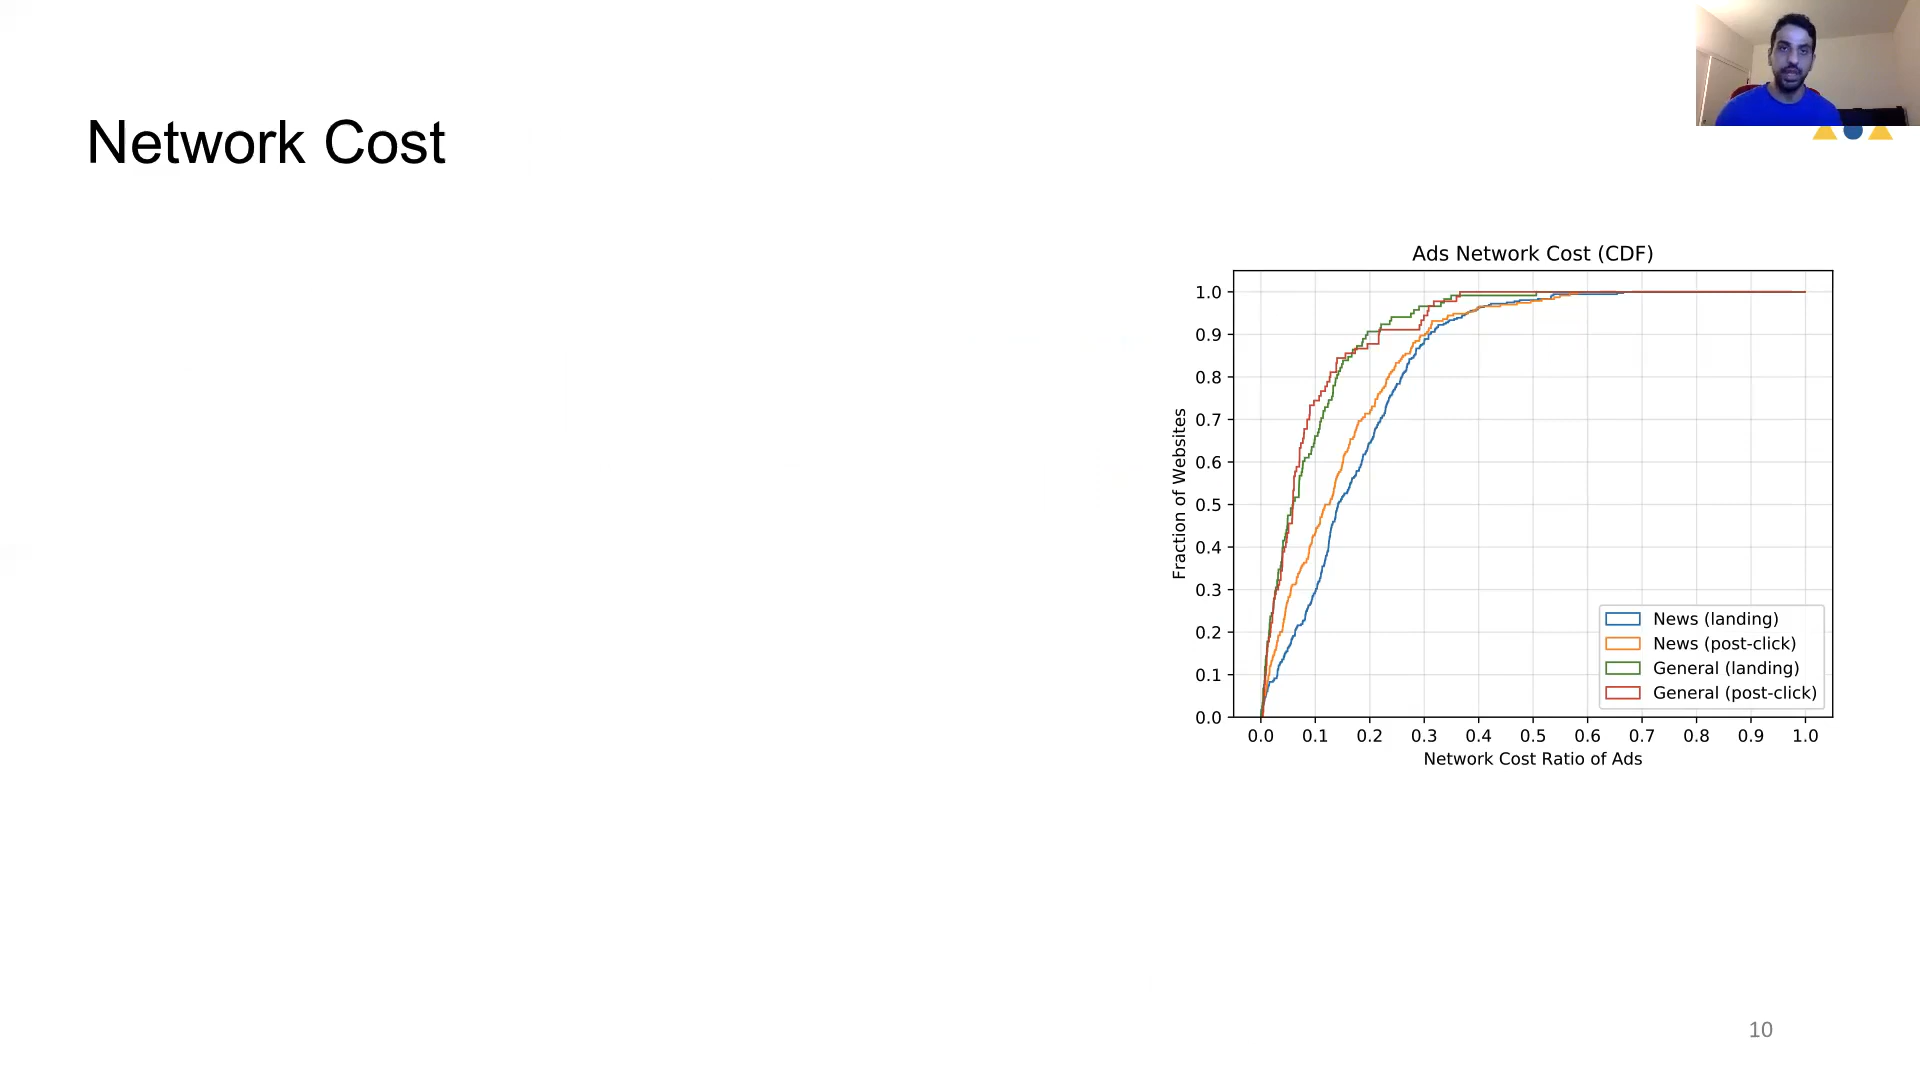 Network Cost
Ads Network Cost (CDF)
Fraction of Websites
1.0
0.9
0.8
0.7
0.6
0.5
0.4
0.3
0.2
0.1
0.0
News (landing)
News (post-click)
General (landing)
General (post-click)
0.0 0.1 0.2 0.3 0.4 0.5 0.6 0.7 0.8 0.9 1.0
Network Cost Ratio of Ads
10